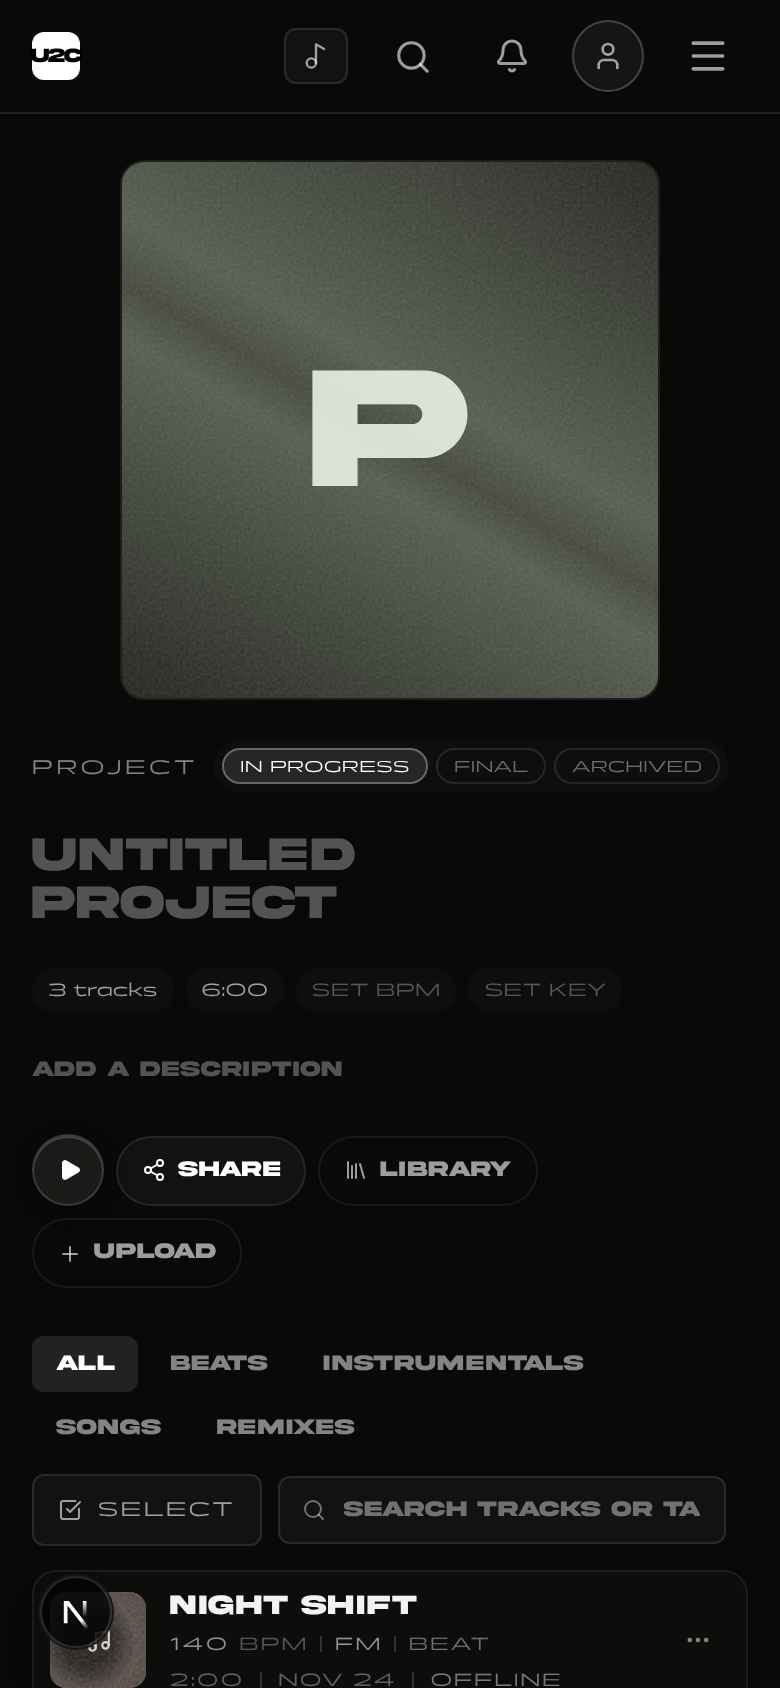 U2C
P
PROJECT IN PROGRESS FINAL ARCHIVED
UNTITLED
PROJECT
3 tracks 6:00 SET BPM SET KEY
ADD A DESCRIPTION
SHARE LIBRARY
UPLOAD
ALL BEATS INSTRUMENTALS
SONGS REMIXES
SELECT SEARCH TRACKS OR TA
N
NIGHT SHIFT
140 BPM | FM | BEAT
2:00 | NOV 24 | OFFLINE